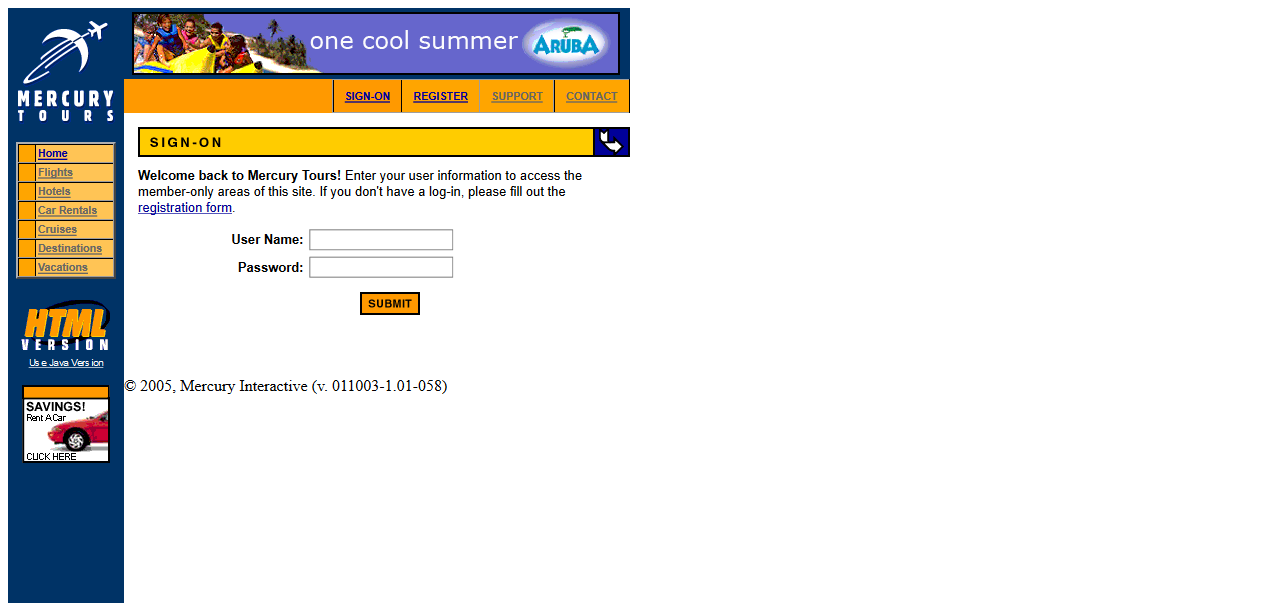 one cool summer ARUBA
MERCURY
TOURS
SIGN-ON REGISTER SUPPORT CONTACT
Home
Flights
Hotels
Car Rentals
Cruises
Destinations
Vacations
HTML
VERSION
Use Java Version
SAVINGS!
Rent A Car
CLICK HERE
SIGN-ON
Welcome back to Mercury Tours! Enter your user information to access the
member-only areas of this site. If you don't have a log-in, please fill out the
registration form.
User Name:
Password:
SUBMIT
© 2005, Mercury Interactive (v. 011003-1.01-058)